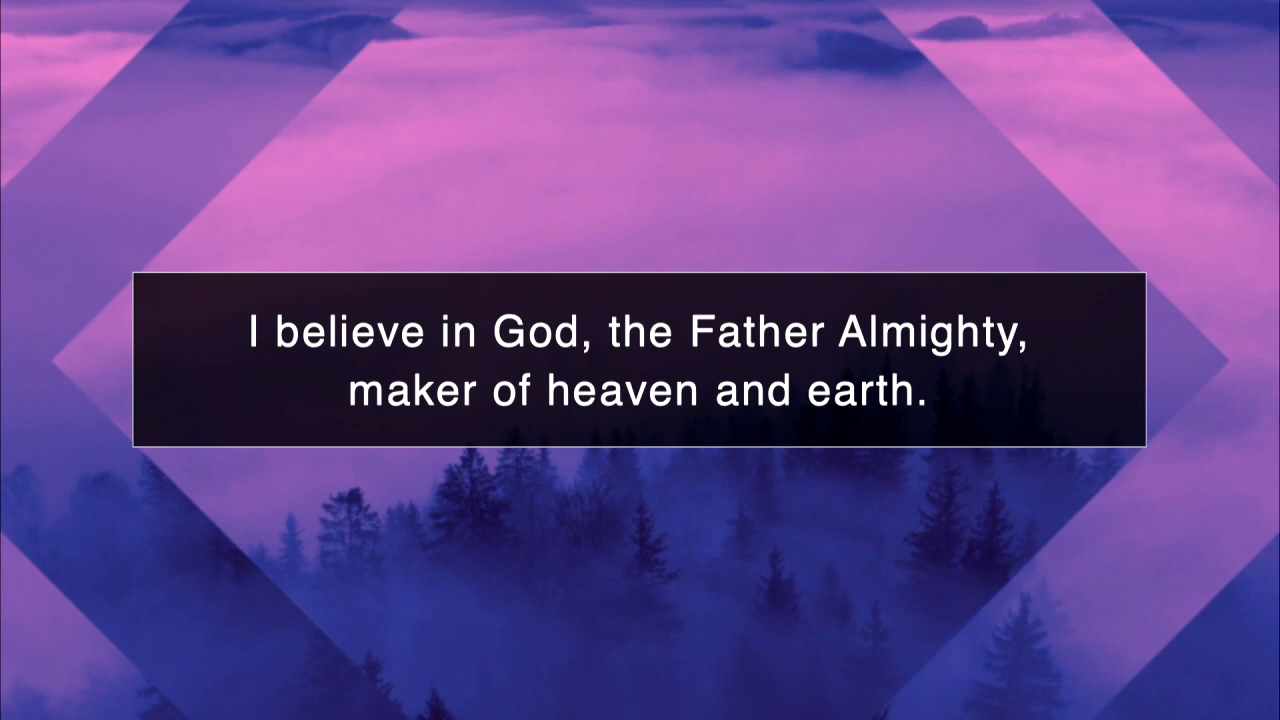 I believe in God, the Father Almighty,
maker of heaven and earth.